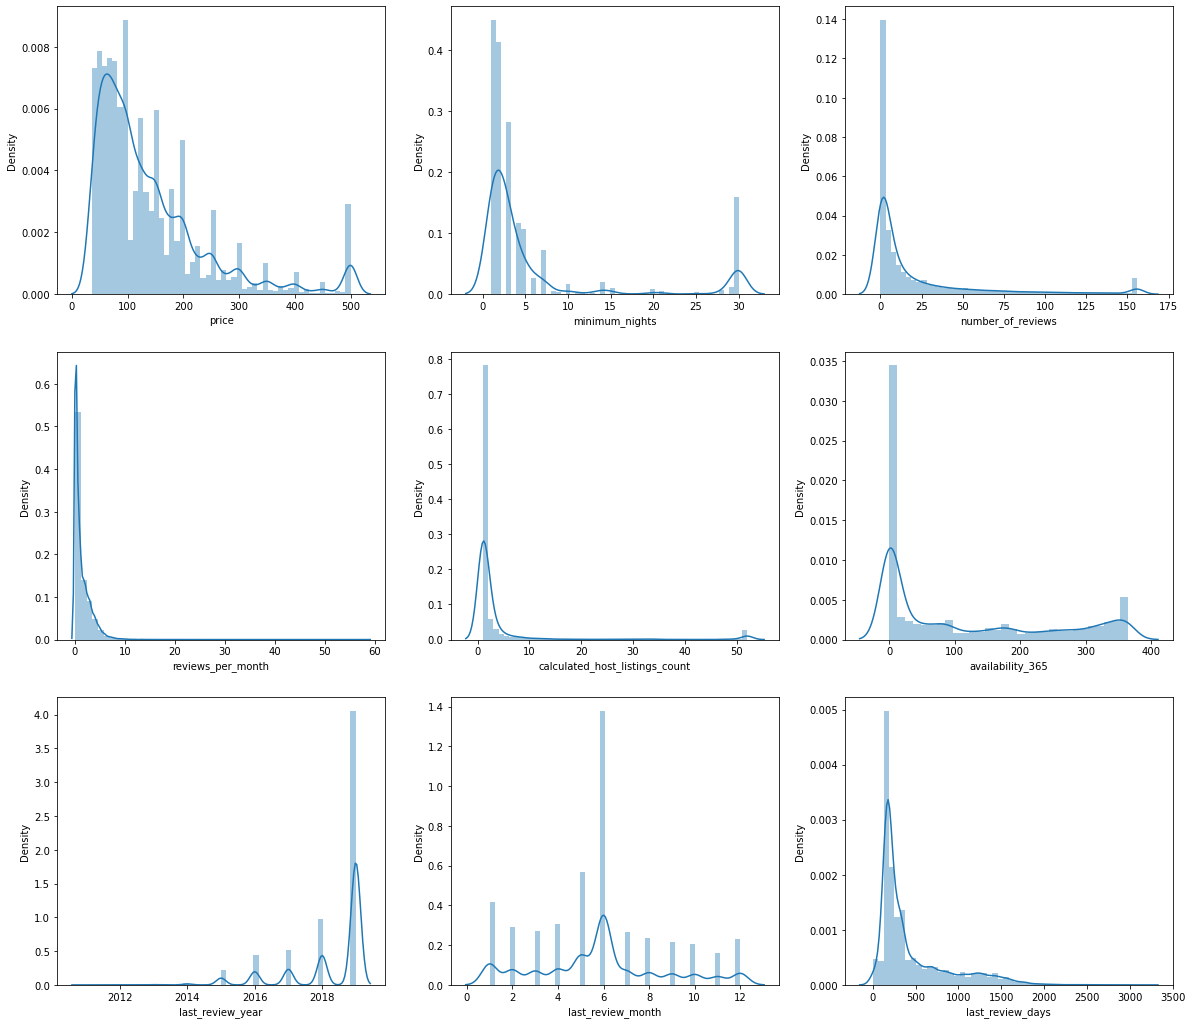 Density
0.008
0.006
0.004
0.002
0.000
0 100 200 300 400 500
price
Density
0.4
0.3
0.2
0.1
0.0
0 5 10 15 20 25 30
minimum_nights
Density
0.14
0.12
0.10
0.08
0.06
0.04
0.02
0.00
0 25 50 75 100 125 150 175
number_of_reviews
Density
0.6
0.5
0.4
0.3
0.2
0.1
0.0
0 10 20 30 40 50 60
reviews_per_month
Density
0.8
0.7
0.6
0.5
0.4
0.3
0.2
0.1
0.0
0 10 20 30 40 50
calculated_host_listings_count
Density
0.035
0.030
0.025
0.020
0.015
0.010
0.005
0.000
0 100 200 300 400
availability_365
Density
4.0
3.5
3.0
2.5
2.0
1.5
1.0
0.5
0.0
2012 2014 2016 2018
last_review_year
Density
1.4
1.2
1.0
0.8
0.6
0.4
0.2
0.0
0 2 4 6 8 10 12
last_review_month
Density
0.005
0.004
0.003
0.002
0.001
0.000
0 500 1000 1500 2000 2500 3000 3500
last_review_days